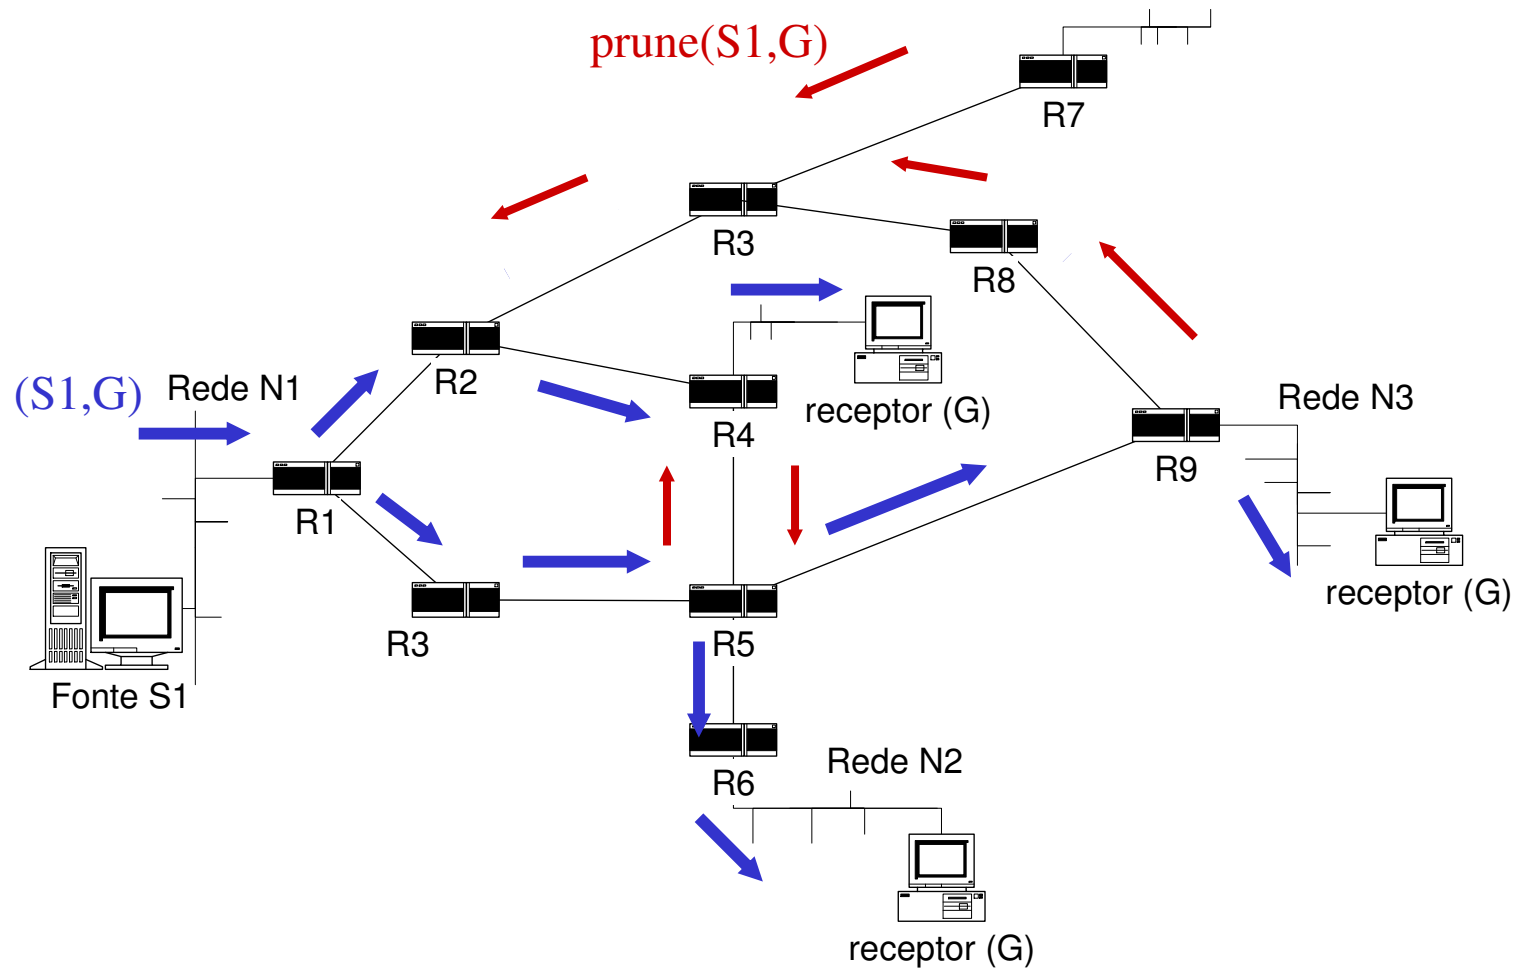 prune(S1,G)
R7
R3
R8
(S1,G)
Rede N1
R2
R4
receptor (G)
Rede N3
R9
R1
receptor (G)
R3
R5
Fonte S1
Rede N2
R6
receptor (G)